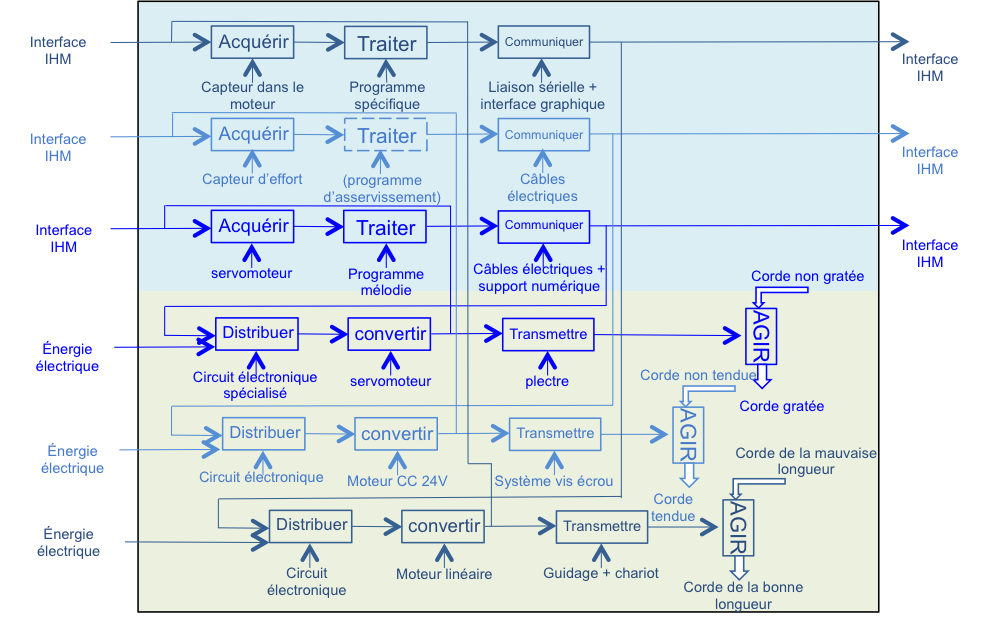 Interface
IHM
Acquérir
Traiter
Communiquer
Interface
IHM
Capteur dans le
moteur
Programme
spécifique
Liaison sérielle +
interface graphique
Interface
IHM
Acquérir
Traiter
Communiquer
Interface
IHM
Capteur d'effort
(programme
d'asservissement)
Câbles
électriques
Interface
IHM
Acquérir
Traiter
Communiquer
Interface
IHM
servomoteur
Programme
mélodie
Câbles électriques +
support numérique
Corde non gratée
Énergie
électrique
Distribuer
convertir
Transmettre
AGIR
Circuit électronique
spécialisé
servomoteur
plectre
Corde non tendue
Corde gratée
Énergie
électrique
Distribuer
convertir
Transmettre
AGIR
Circuit électronique
Moteur CC 24V
Système vis écrou
Corde
tendue
Corde de la mauvaise
longueur
Énergie
électrique
Distribuer
convertir
Transmettre
AGIR
Circuit
électronique
Moteur linéaire
Guidage + chariot
Corde de la bonne
longueur